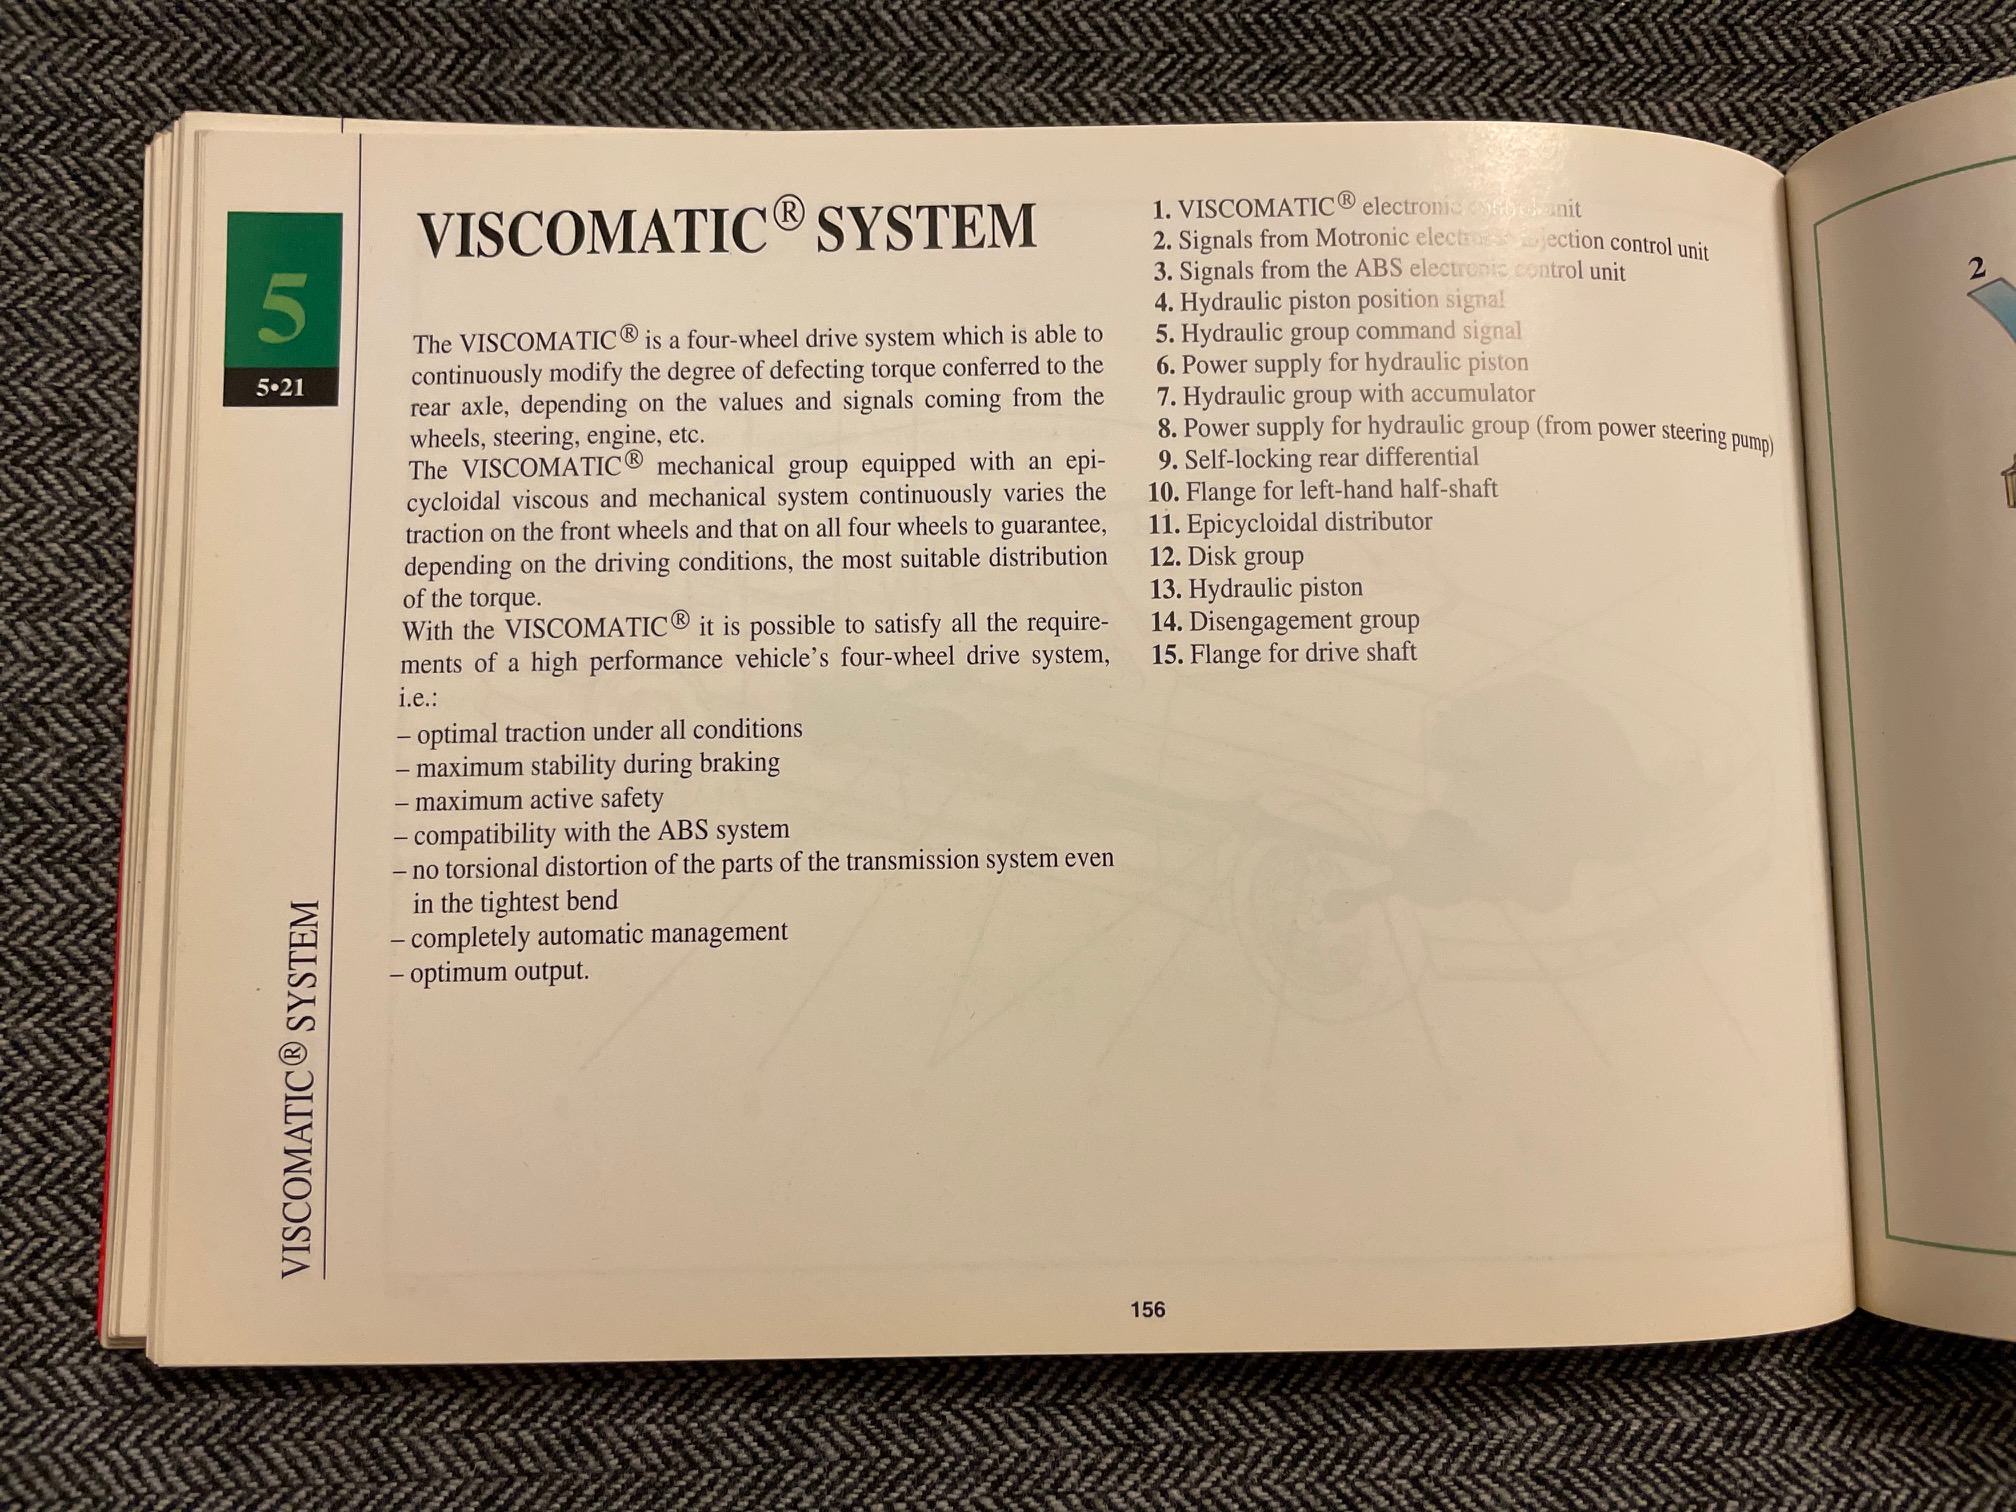 5
5•21
VISCOMATIC® SYSTEM
VISCOMATIC® SYSTEM
The VISCOMATIC® is a four-wheel drive system which is able to
continuously modify the degree of defecting torque conferred to the
rear axle, depending on the values and signals coming from the
wheels, steering, engine, etc.
The VISCOMATIC® mechanical group equipped with an epi-
cycloidal viscous and mechanical system continuously varies the
traction on the front wheels and that on all four wheels to guarantee,
depending on the driving conditions, the most suitable distribution
of the torque.
With the VISCOMATIC® it is possible to satisfy all the require-
ments of a high performance vehicle's four-wheel drive system,
i.e.:
– optimal traction under all conditions
– maximum stability during braking
– maximum active safety
– compatibility with the ABS system
– no torsional distortion of the parts of the transmission system even
in the tightest bend
– completely automatic management
– optimum output.
1. VISCOMATIC® electronic control unit
2. Signals from Motronic electronic injection control unit
3. Signals from the ABS electronic control unit
4. Hydraulic piston position signal
5. Hydraulic group command signal
6. Power supply for hydraulic piston
7. Hydraulic group with accumulator
8. Power supply for hydraulic group (from power steering pump)
9. Self-locking rear differential
10. Flange for left-hand half-shaft
11. Epicycloidal distributor
12. Disk group
13. Hydraulic piston
14. Disengagement group
15. Flange for drive shaft
156
2